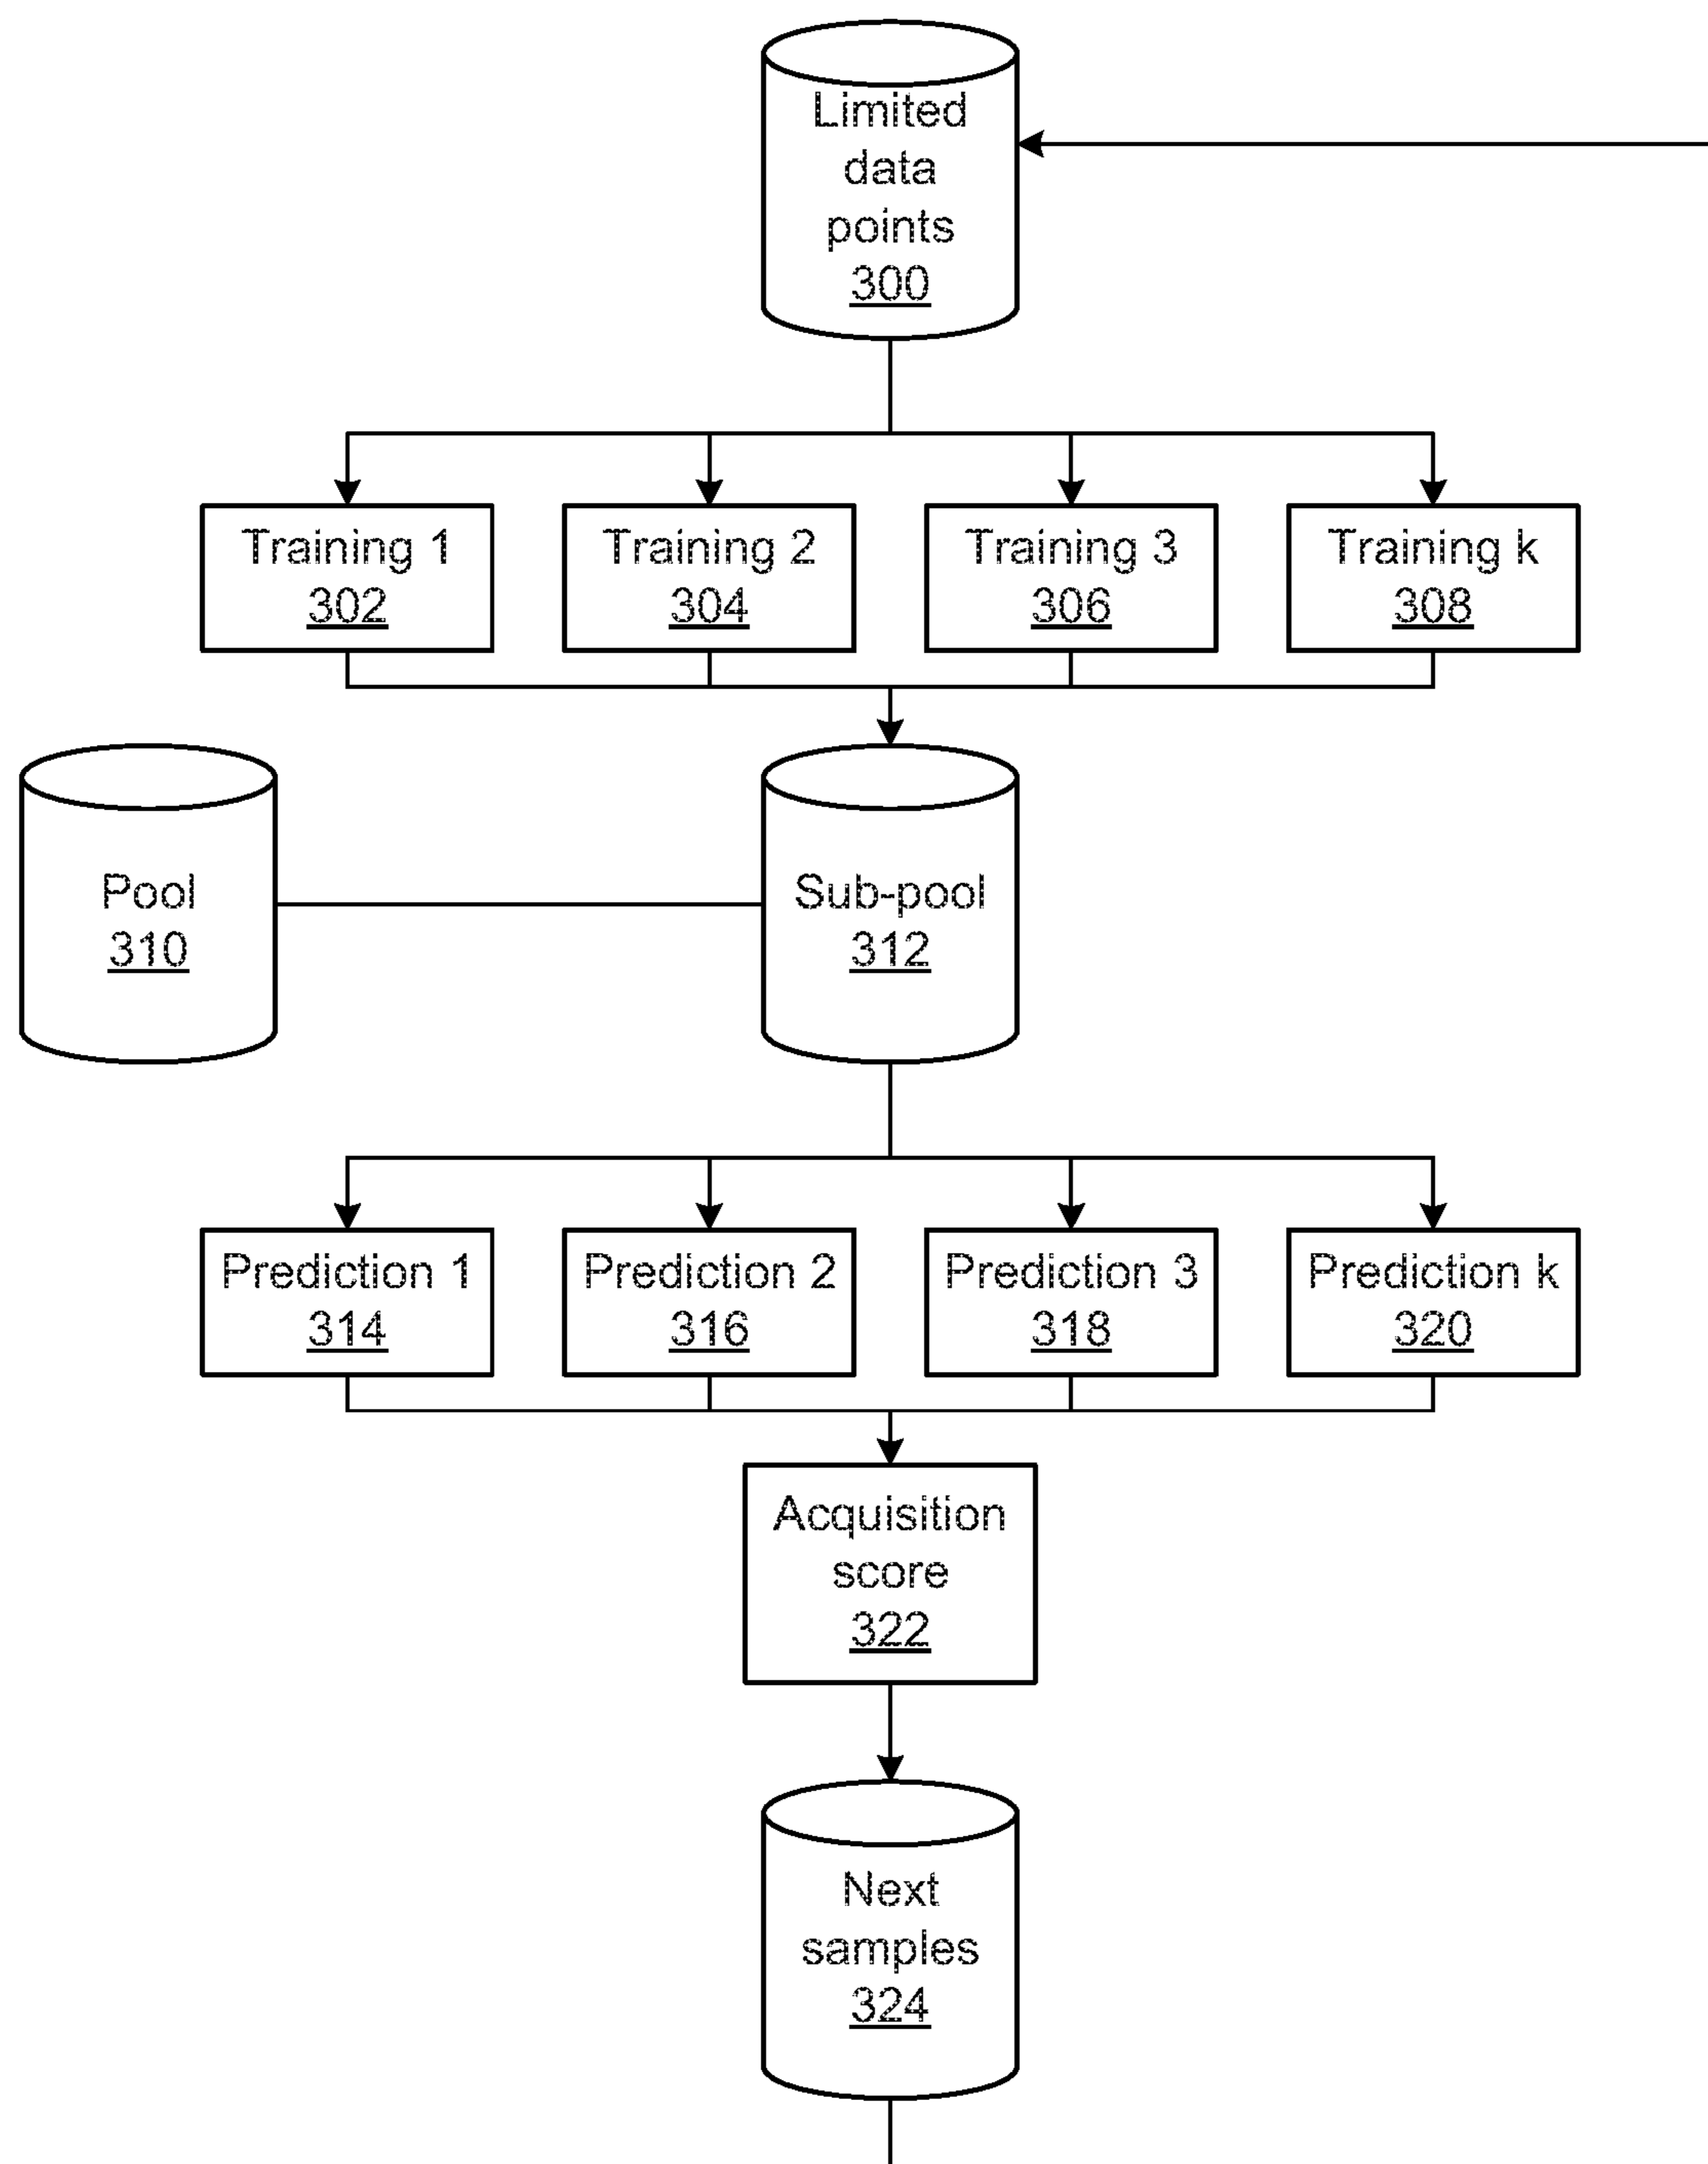 Limited
data
points
300
Training 1
302
Training 2
304
Training 3
306
Training k
308
Pool
310
Sub-pool
312
Prediction 1
314
Prediction 2
316
Prediction 3
318
Prediction k
320
Acquisition
score
322
Next
samples
324